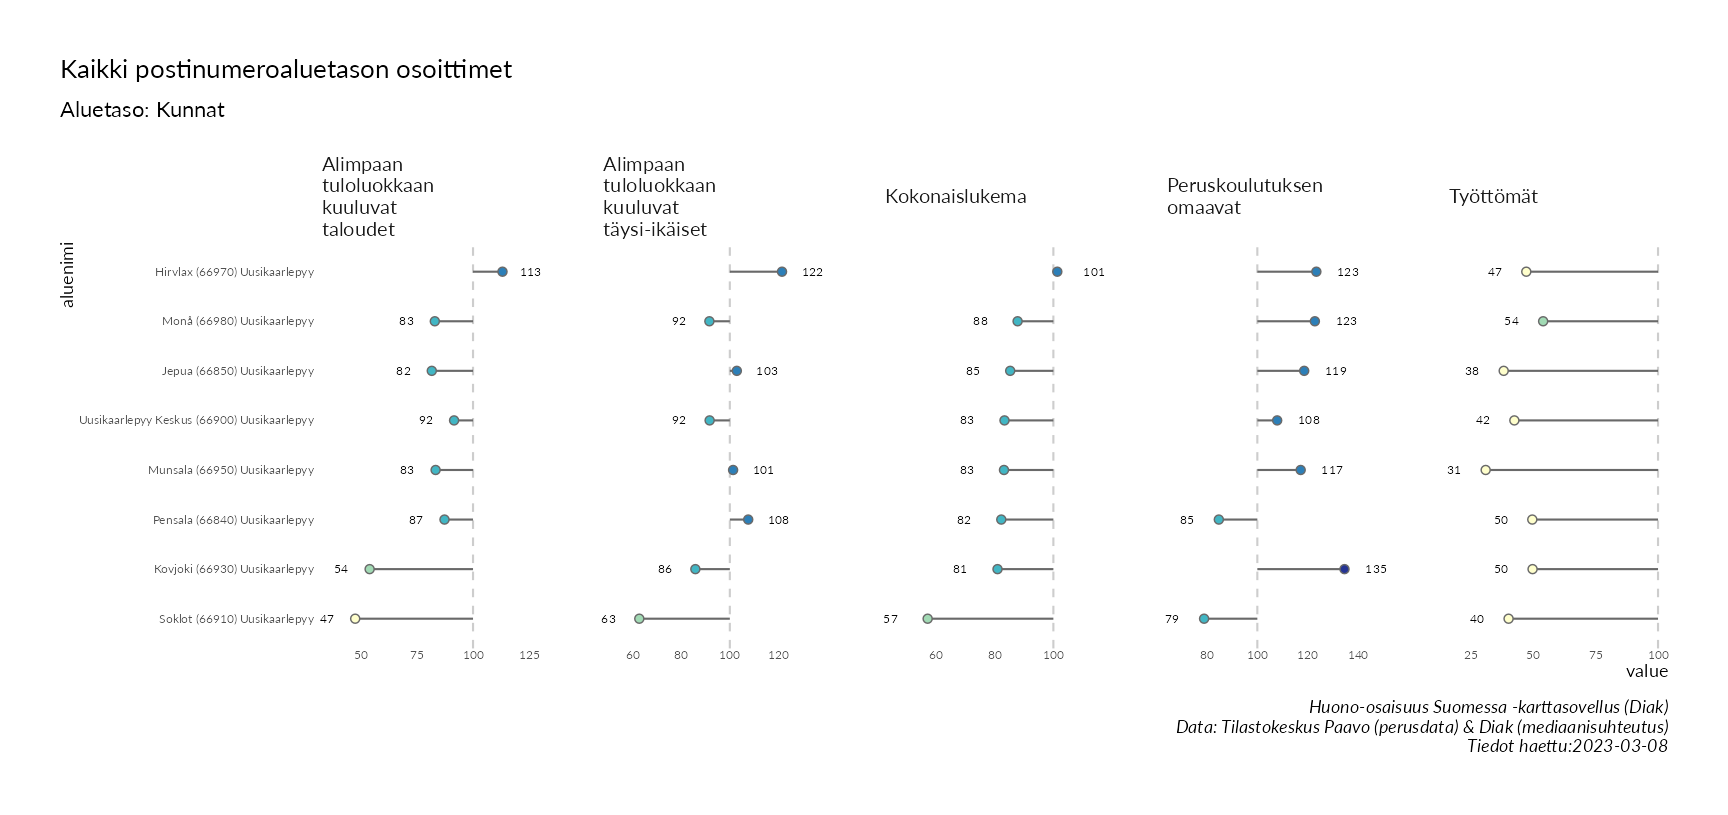 Kaikki postinumeroaluetason osoittimet
Aluetaso: Kunnat
Alimpaan
tuloluokkaan
kuuluvat
taloudet
Alimpaan
tuloluokkaan
kuuluvat
täysi-ikäiset
Kokonaislukema
Peruskoulutuksen
omaavat
Työttömät
aluenimi
Hirvlax (66970) Uusikaarlepyy 113 122 101 123 47
Monå (66980) Uusikaarlepyy 83 92 88 123 54
Jepua (66850) Uusikaarlepyy 82 103 85 119 38
Uusikaarlepyy Keskus (66900) Uusikaarlepyy 92 92 83 108 42
Munsala (66950) Uusikaarlepyy 83 101 83 117 31
Pensala (66840) Uusikaarlepyy 87 108 82 85 50
Kovjoki (66930) Uusikaarlepyy 54 86 81 135 50
Soklot (66910) Uusikaarlepyy 47 63 57 79 40
50 75 100 125 60 80 100 120 60 80 100 80 100 120 140 25 50 75 100
value
Huono-osaisuus Suomessa -karttasovellus (Diak)
Data: Tilastokeskus Paavo (perusdata) & Diak (mediaanisuhteutus)
Tiedot haettu:2023-03-08